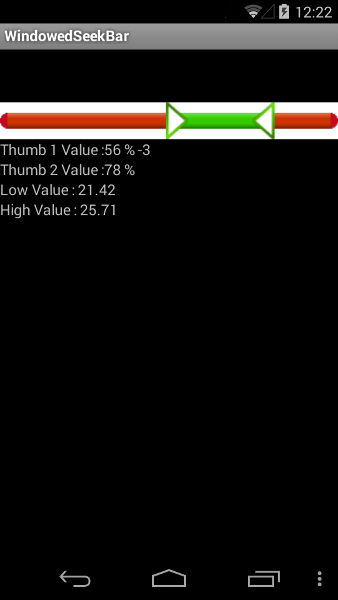 12:22
WindowedSeekBar
Thumb 1 Value :56 % -3
Thumb 2 Value :78 %
Low Value : 21.42
High Value : 25.71